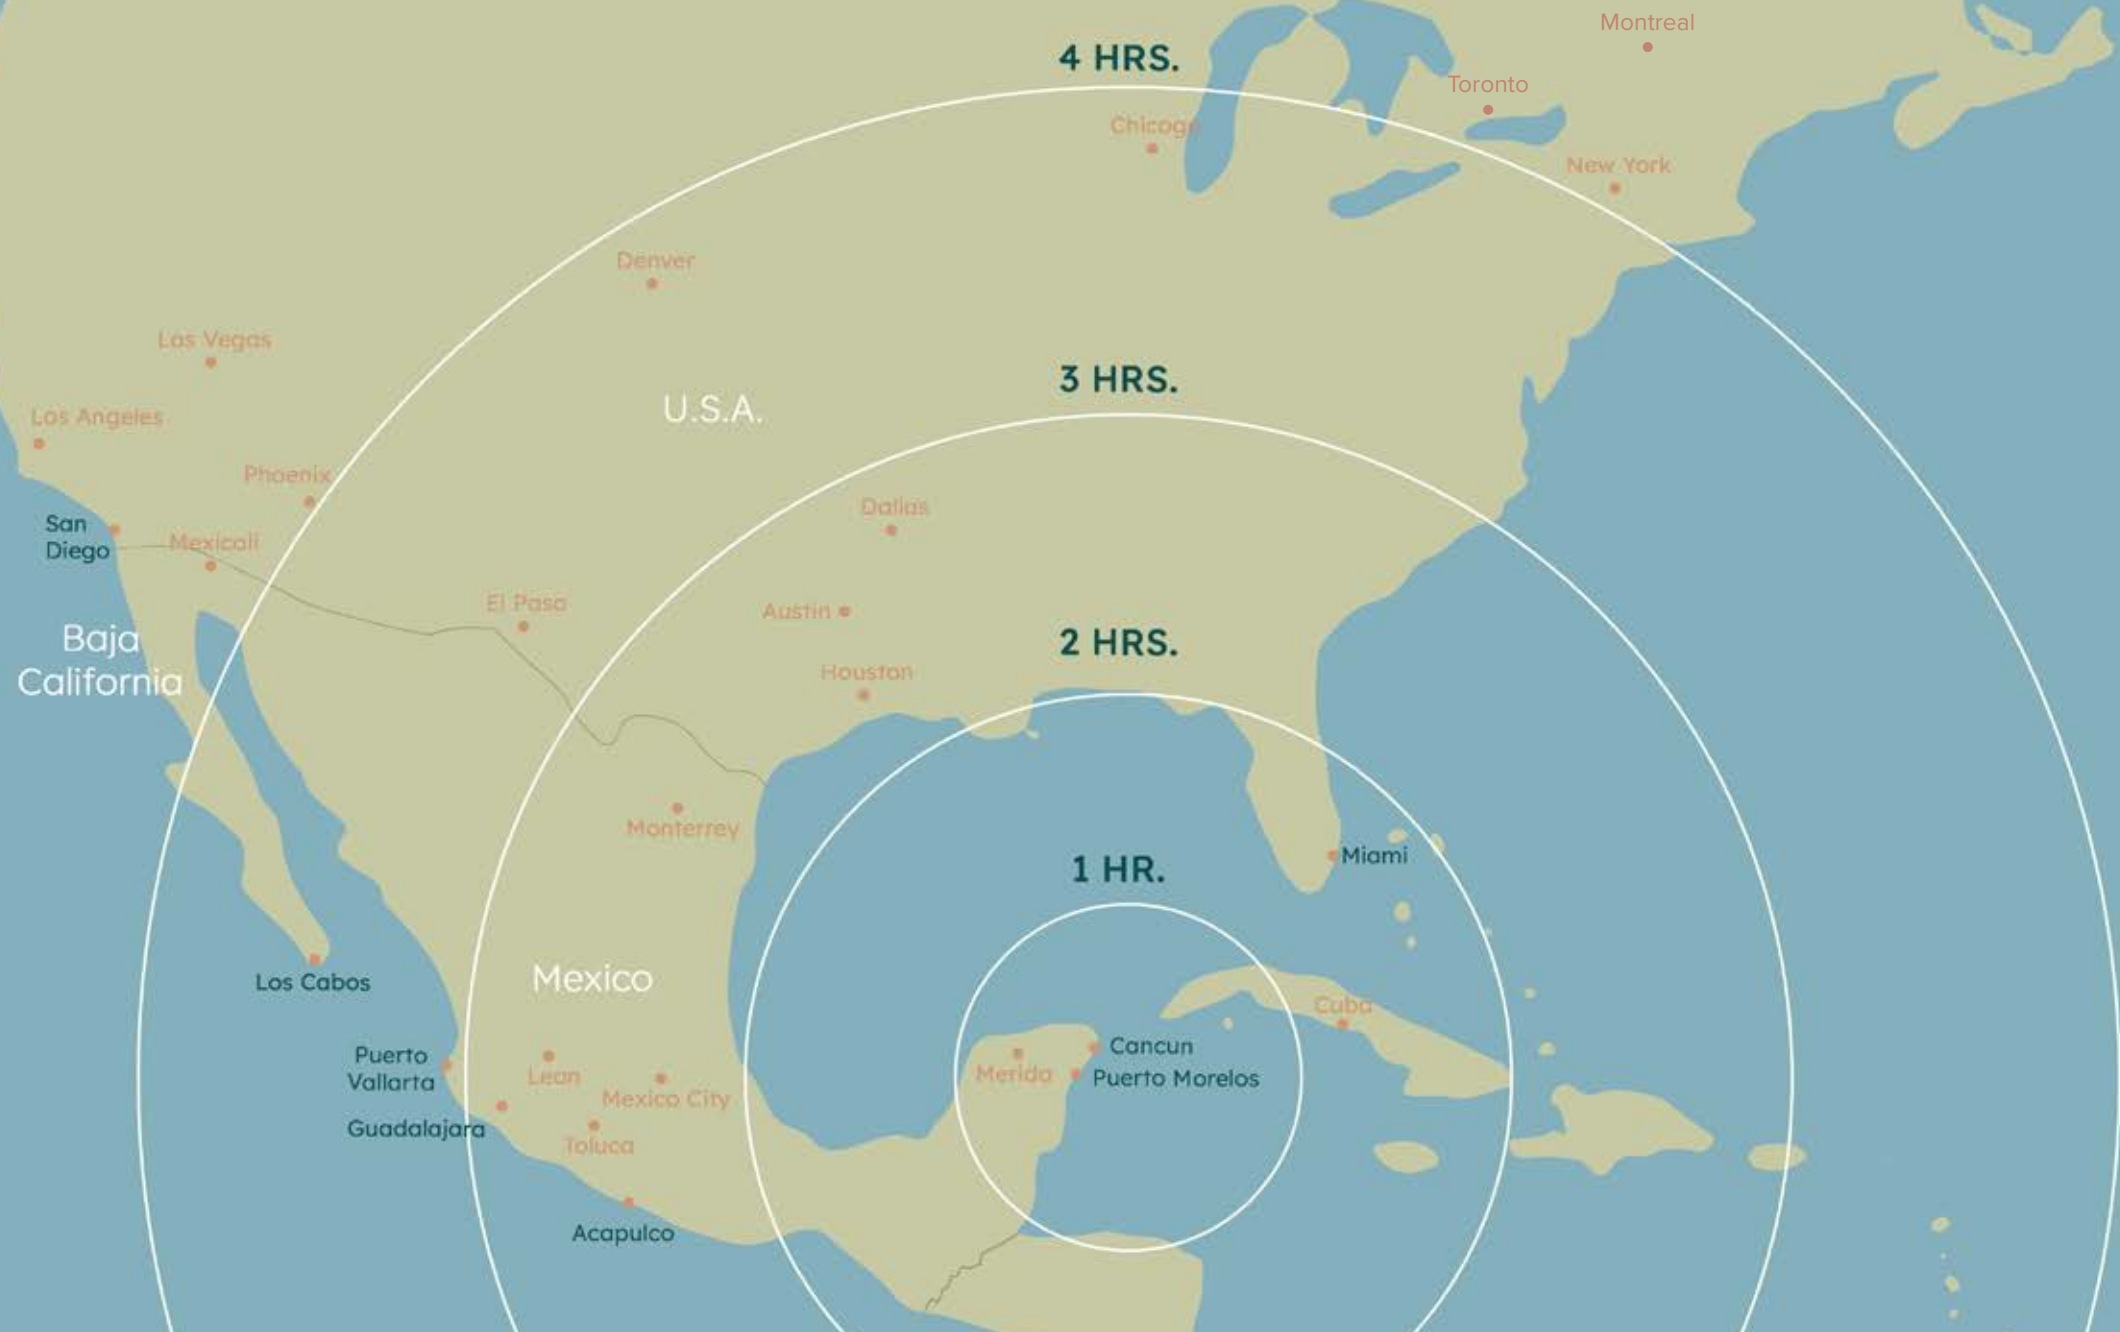 Montreal
4 HRS.
Toronto
Chicago
New York
Denver
Las Vegas
3 HRS.
U.S.A.
Los Angeles
Phoenix
Dallas
San
Diego
Mexicali
El Paso
Austin
2 HRS.
Baja
California
Houston
Monterrey
Miami
1 HR.
Mexico
Los Cabos
Cuba
Cancun
Puerto
Vallarta
Leon
Merida
Puerto Morelos
Mexico City
Guadalajara
Toluca
Acapulco